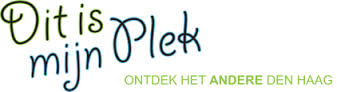 Dit is
mijn Plek
ONTDEK HET ANDERE DEN HAAG